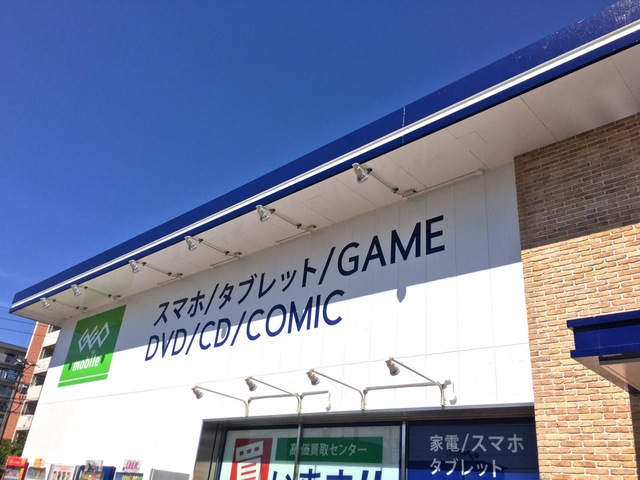 スマホ/タブレット/GAME
DVD/CD/COMIC
GEO
mobile
高価買取センター
家電/スマホ
タブレット